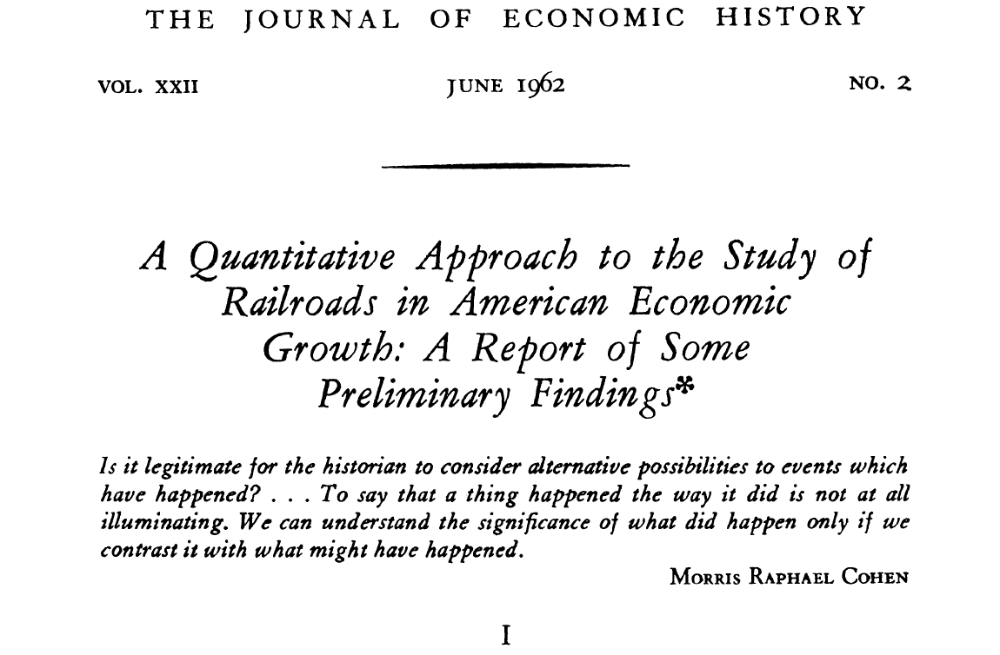 THE JOURNAL OF ECONOMIC HISTORY
VOL. XXII JUNE 1962 NO. 2
A Quantitative Approach to the Study of
Railroads in American Economic
Growth: A Report of Some
Preliminary Findings*
Is it legitimate for the historian to consider alternative possibilities to events which
have happened? . . . To say that a thing happened the way it did is not at all
illuminating. We can understand the significance of what did happen only if we
contrast it with what might have happened.
MORRIS RAPHAEL COHEN
I